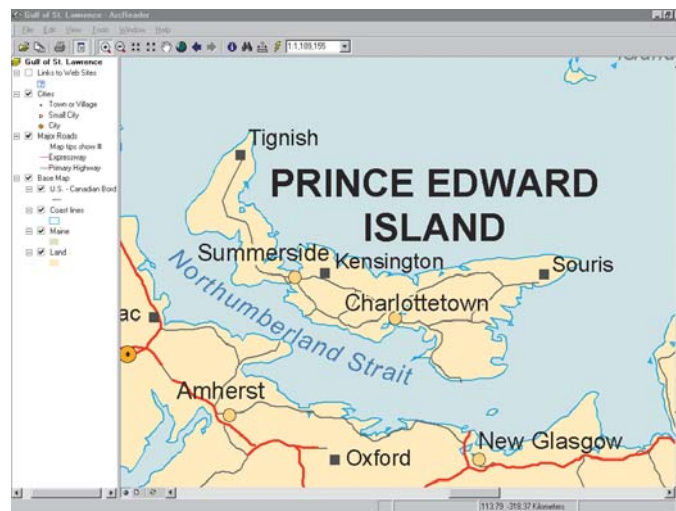 Gulf of St. Lawrence - ArcReader
File Edit View Tools Window Help
1:1,109,155
Gulf of St. Lawrence
Links to Web Sites
Cities
Town or Village
Small City
City
Major Roads
Map tips show R
Expressway
Primary Highway
Base Map
U.S. - Canadian Bord
Coast lines
Maine
Land
Tignish
PRINCE EDWARD
ISLAND
Summerside
Kensington
Souris
Charlottetown
Northumberland Strait
ac
Amherst
New Glasgow
Oxford
113.79 -318.37 Kilometers